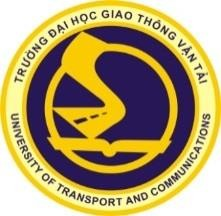 TRƯỜNG ĐẠI HỌC GIAO THÔNG VẬN TẢI
UNIVERSITY OF TRANSPORT AND COMMUNICATIONS